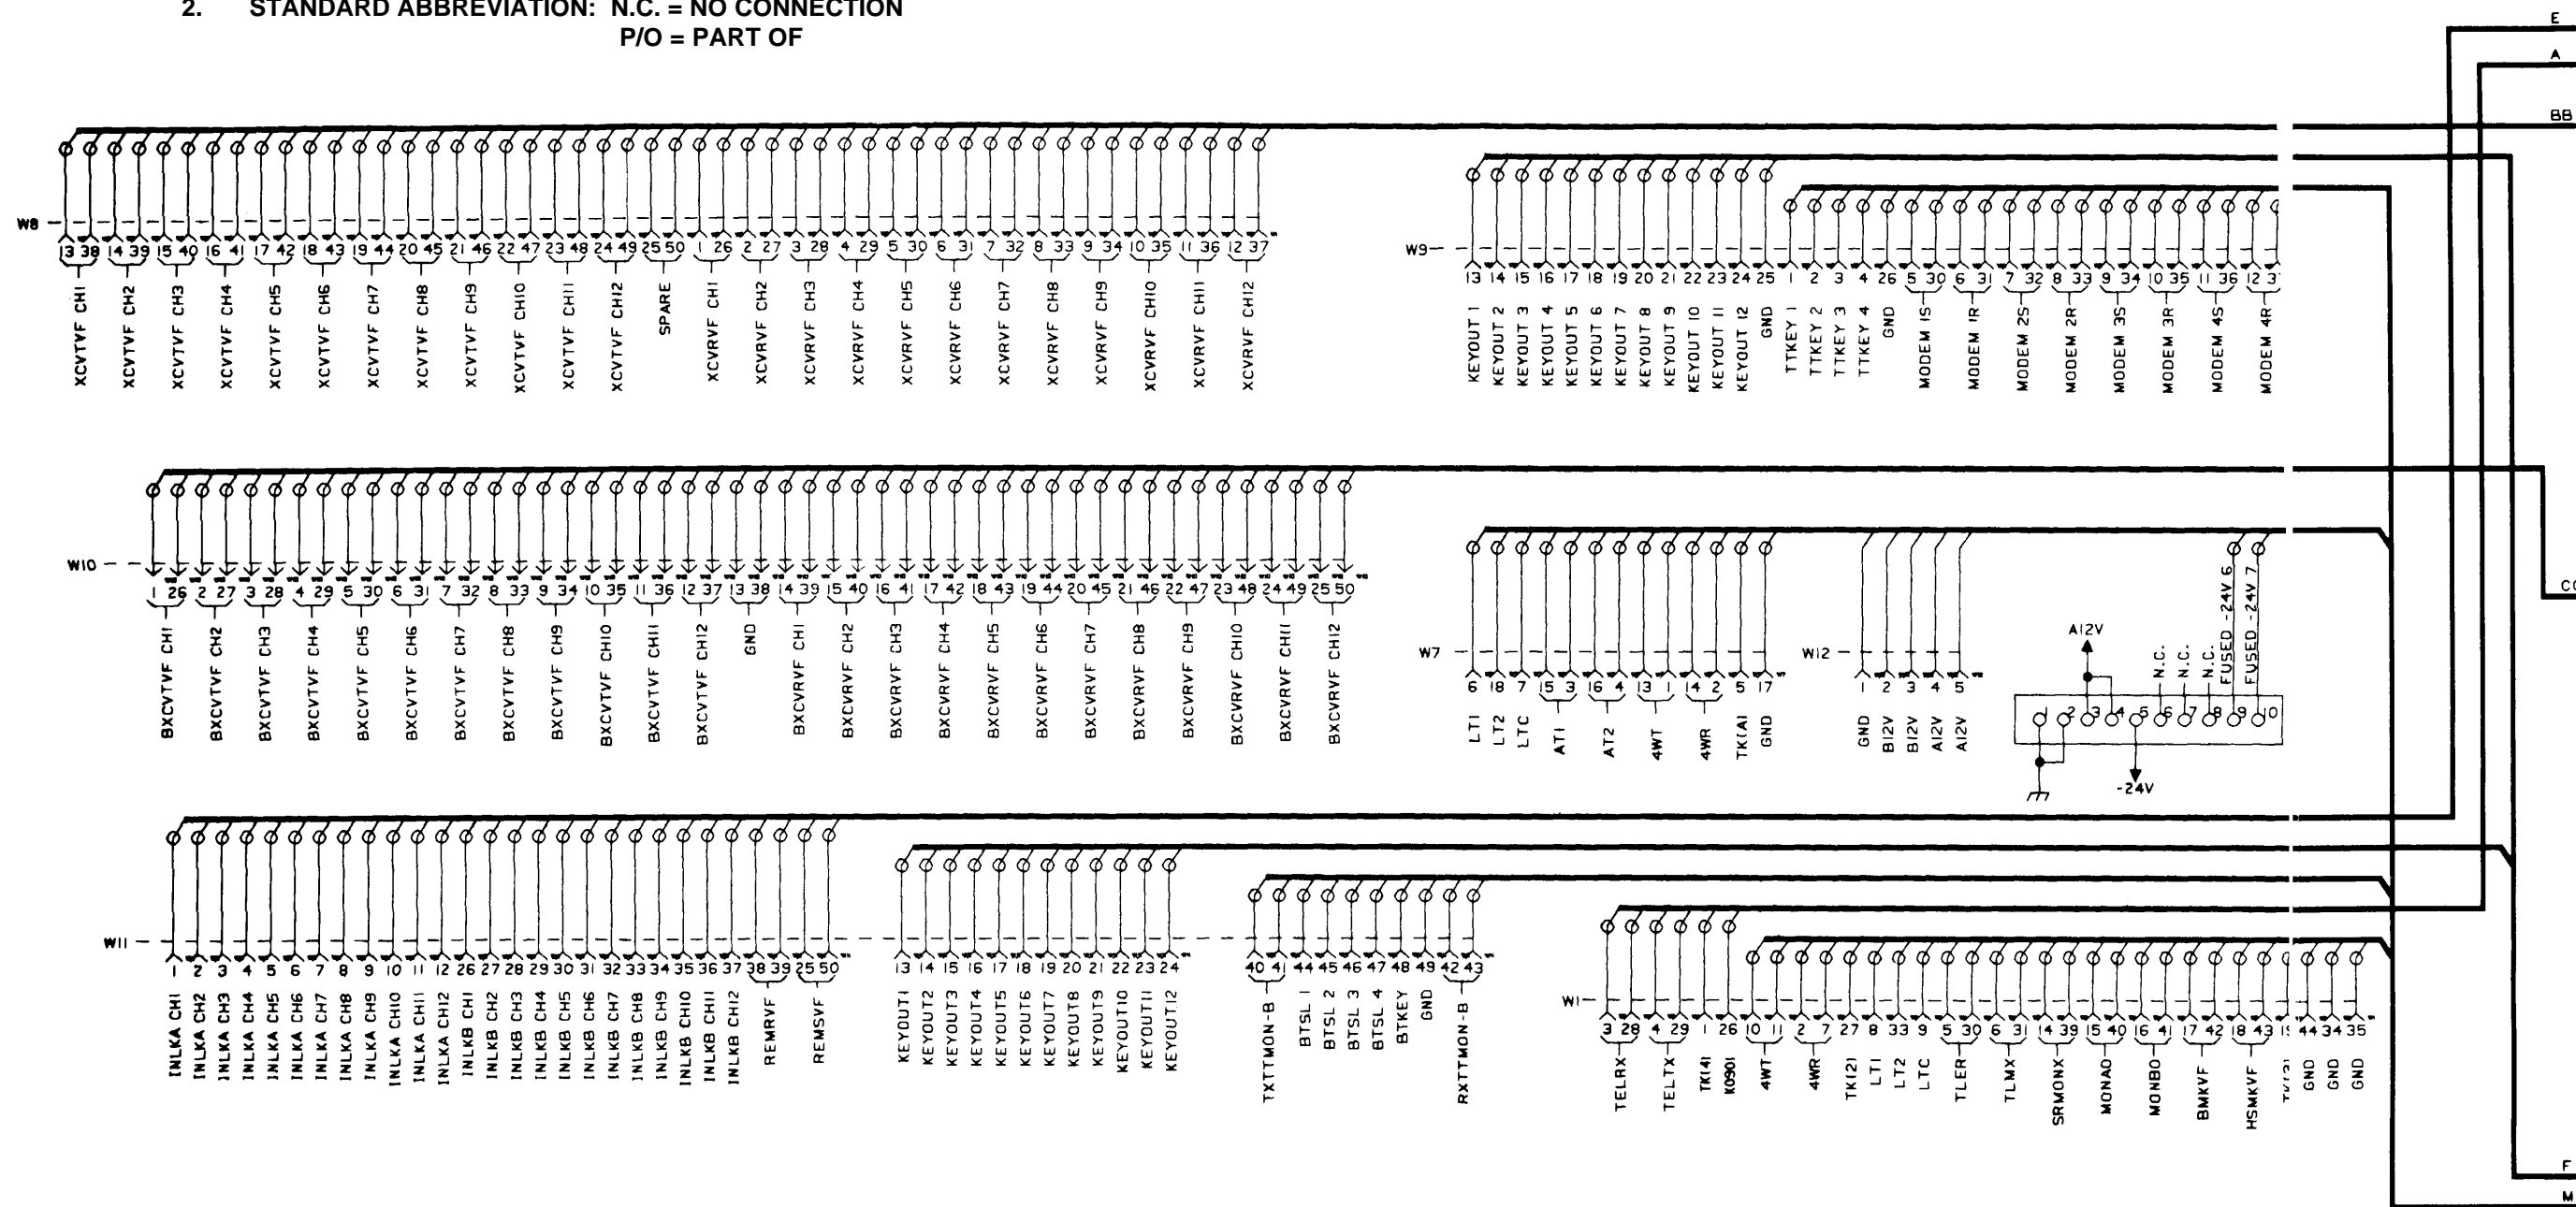 2. STANDARD ABBREVIATION: N.C. = NO CONNECTION
P/O = PART OF
E
A
BB
W8
13 38 14 39 15 40 16 41 17 42 18 43 19 44 20 45 21 46 22 47 23 48 24 49 25 50 1 26 2 27 3 28 4 29 5 30 6 31 7 32 8 33 9 34 10 35 11 36 12 37
XCVTVF CH1
XCVTVF CH2
XCVTVF CH3
XCVTVF CH4
XCVTVF CH5
XCVTVF CH6
XCVTVF CH7
XCVTVF CH8
XCVTVF CH9
XCVTVF CH10
XCVTVF CH11
XCVTVF CH12
SPARE
XCVRVF CH1
XCVRVF CH2
XCVRVF CH3
XCVRVF CH4
XCVRVF CH5
XCVRVF CH6
XCVRVF CH7
XCVRVF CH8
XCVRVF CH9
XCVRVF CH10
XCVRVF CH11
XCVRVF CH12
W9
13 14 15 16 17 18 19 20 21 22 23 24 25 1 2 3 4 26 5 30 6 31 7 32 8 33 9 34 10 35 11 36 12
KEYOUT 1
KEYOUT 2
KEYOUT 3
KEYOUT 4
KEYOUT 5
KEYOUT 6
KEYOUT 7
KEYOUT 8
KEYOUT 9
KEYOUT 10
KEYOUT 11
KEYOUT 12
GND
TTKEY 1
TTKEY 2
TTKEY 3
TTKEY 4
GND
MODEM 1S
MODEM 1R
MODEM 2S
MODEM 2R
MODEM 3S
MODEM 3R
MODEM 4S
MODEM 4R
W10
1 26 2 27 3 28 4 29 5 30 6 31 7 32 8 33 9 34 10 35 11 36 12 37 13 38 14 39 15 40 16 41 17 42 18 43 19 44 20 45 21 46 22 47 23 48 24 49 25 50
BXCVTVF CH1
BXCVTVF CH2
BXCVTVF CH3
BXCVTVF CH4
BXCVTVF CH5
BXCVTVF CH6
BXCVTVF CH7
BXCVTVF CH8
BXCVTVF CH9
BXCVTVF CH10
BXCVTVF CH11
BXCVTVF CH12
GND
BXCVRVF CH1
BXCVRVF CH2
BXCVRVF CH3
BXCVRVF CH4
BXCVRVF CH5
BXCVRVF CH6
BXCVRVF CH7
BXCVRVF CH8
BXCVRVF CH9
BXCVRVF CH10
BXCVRVF CH11
BXCVRVF CH12
W7
6 18 7 15 3 16 4 13 1 14 2 5 17
LT1
LT2
LTC
AT1
AT2
4WT
4WR
TK(A)
GND
W12
1 2 3 4 5
GND
B12V
B12V
A12V
A12V
A12V
N.C.
N.C.
N.C.
FUSED -24V 6
FUSED -24V 7
1 2 3 4 5 6 7 8 9 10
-24V
W11
1 2 3 4 5 6 7 8 9 10 11 12 26 27 28 29 30 31 32 33 34 35 36 37 38 39 25 50
INLKA CH1
INLKA CH2
INLKA CH3
INLKA CH4
INLKA CH5
INLKA CH6
INLKA CH7
INLKA CH8
INLKA CH9
INLKA CH10
INLKA CH11
INLKA CH12
INLKB CH1
INLKB CH2
INLKB CH3
INLKB CH4
INLKB CH5
INLKB CH6
INLKB CH7
INLKB CH8
INLKB CH9
INLKB CH10
INLKB CH11
INLKB CH12
REMRVF
REMSVF
13 14 15 16 17 18 19 20 21 22 23 24
KEYOUT1
KEYOUT2
KEYOUT3
KEYOUT4
KEYOUT5
KEYOUT6
KEYOUT7
KEYOUT8
KEYOUT9
KEYOUT10
KEYOUT11
KEYOUT12
40 41 44 45 46 47 48 49 42 43
TXTTMON-B
BTSL 1
BTSL 2
BTSL 3
BTSL 4
BTKEY
GND
RXTTMON-B
W1
3 28 4 29 1 26 10 11 2 7 27 8 33 9 5 30 6 31 14 39 15 40 16 41 17 42 18 43 44 34 35
TELRX
TELTX
TK(4)
K090)
4WT
4WR
TK(2)
LT1
LT2
LTC
TLER
TLMX
SRMONX
MONAO
MONBO
BMKVF
HSMKVF
GND
GND
GND
F
M